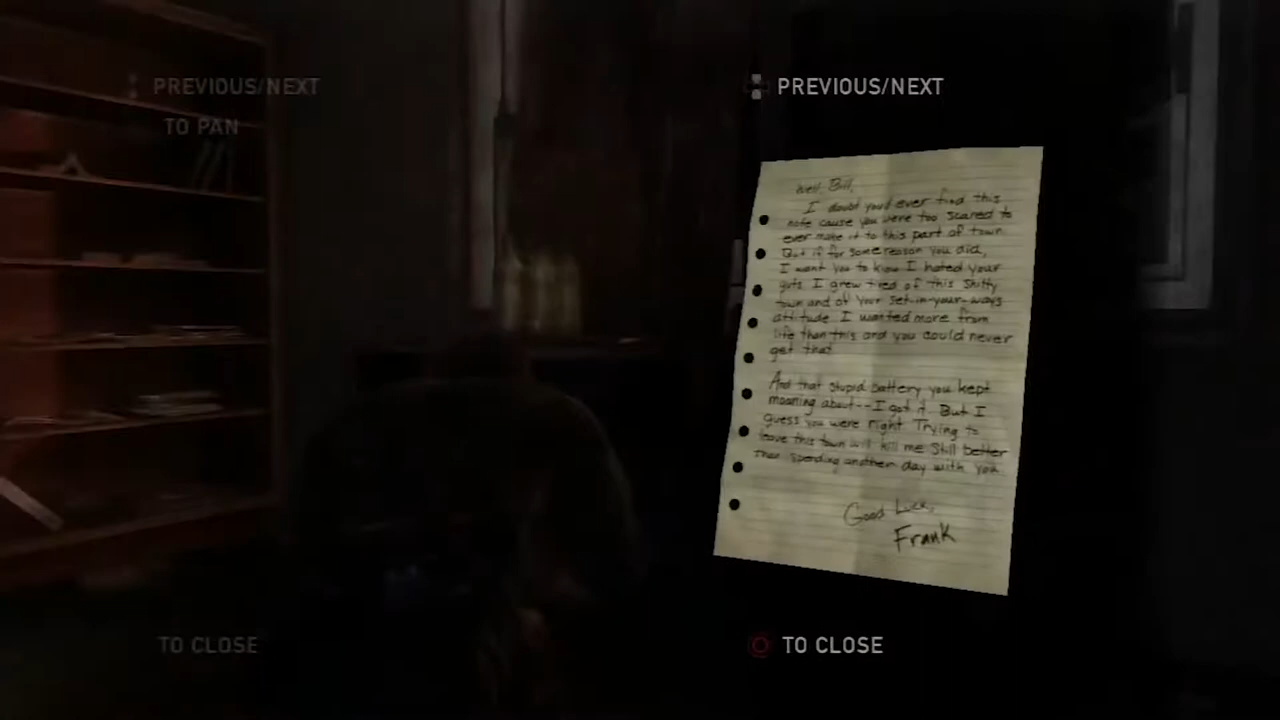 PREVIOUS/NEXT
TO PAN
PREVIOUS/NEXT
Well, Bill,
I doubt you'd ever find this
note cause you were too scared to
ever make it to this part of town.
But if for some reason you did,
I want you to know I hated your
guts. I grew tired of this shitty
town and of your set-in-your-ways
attitude. I wanted more from
life than this and you could never
get that.
And that stupid battery you kept
moaning about--I got it. But I
guess you were right. Trying to
leave this town will kill me. Still better
than spending another day with you.
Good Luck,
Frank
TO CLOSE
TO CLOSE